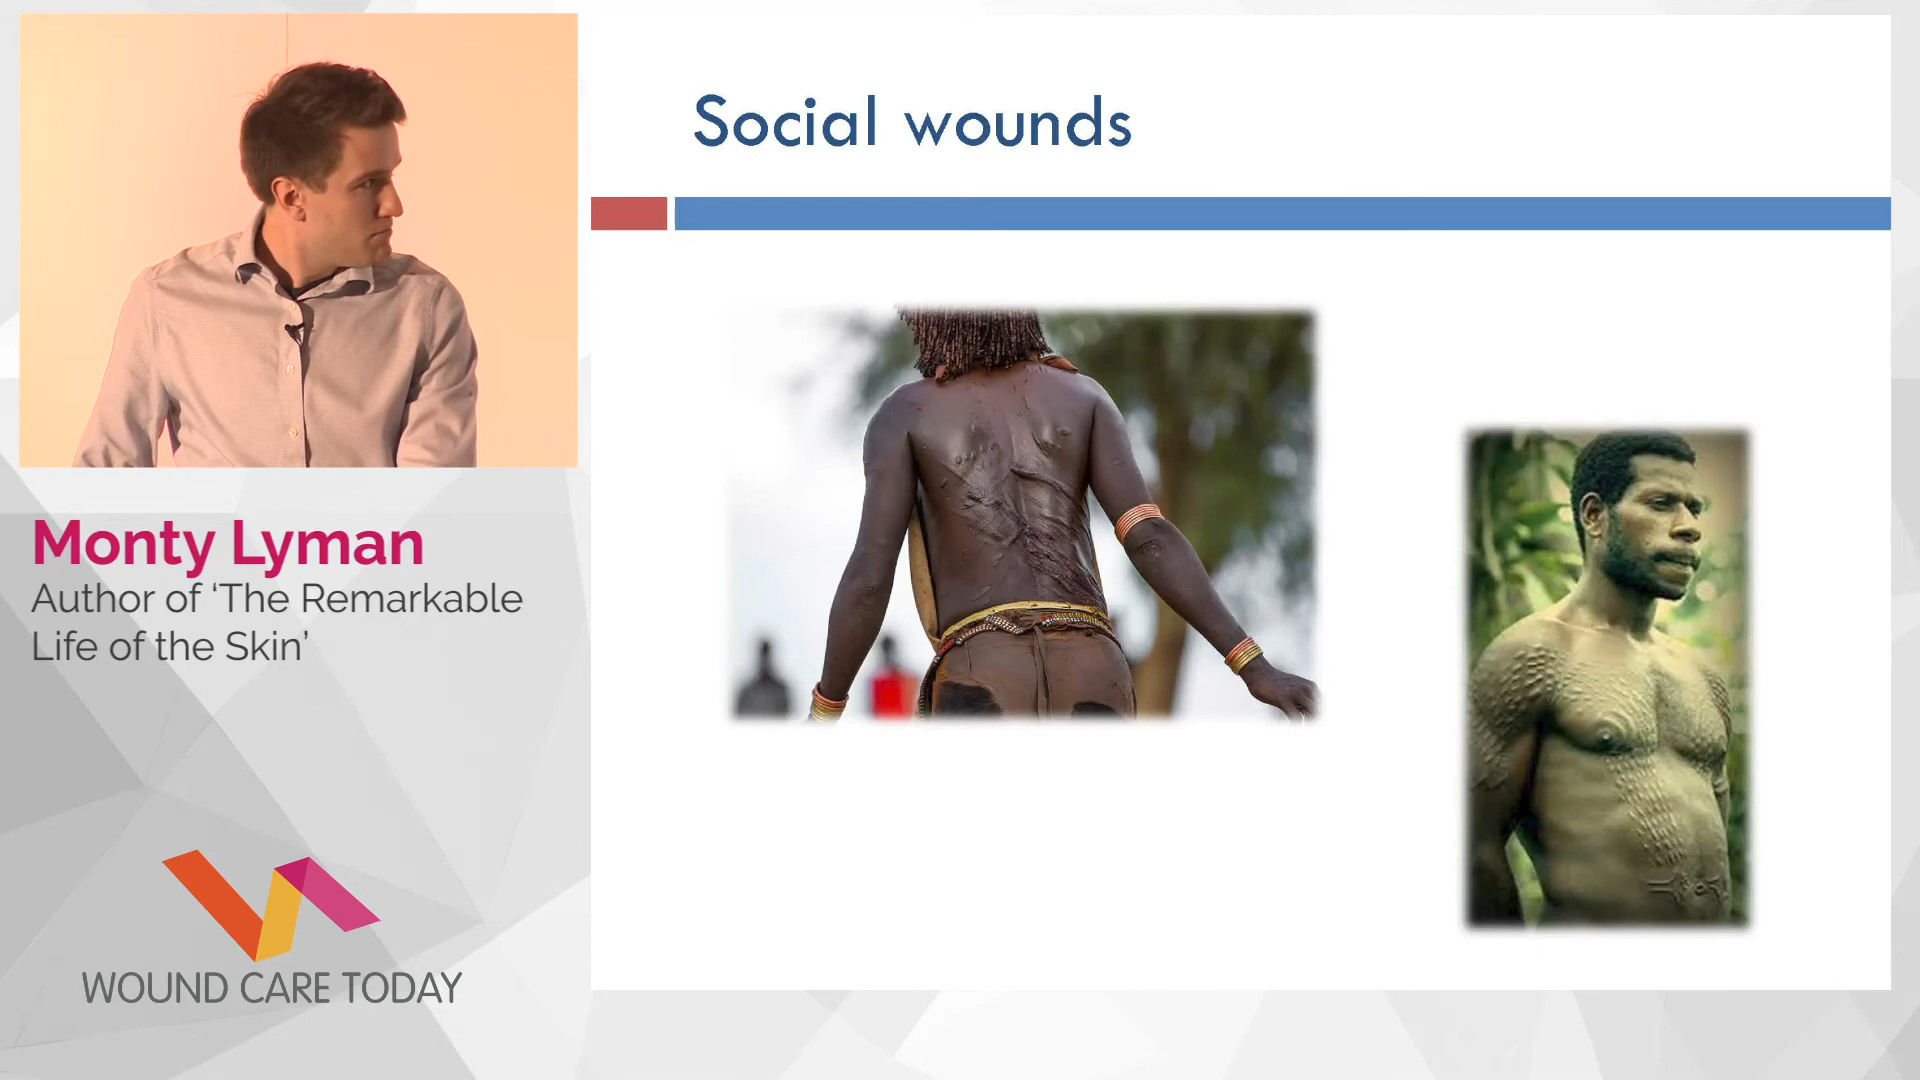 Social wounds
Monty Lyman
Author of ‘The Remarkable
Life of the Skin’
WOUND CARE TODAY